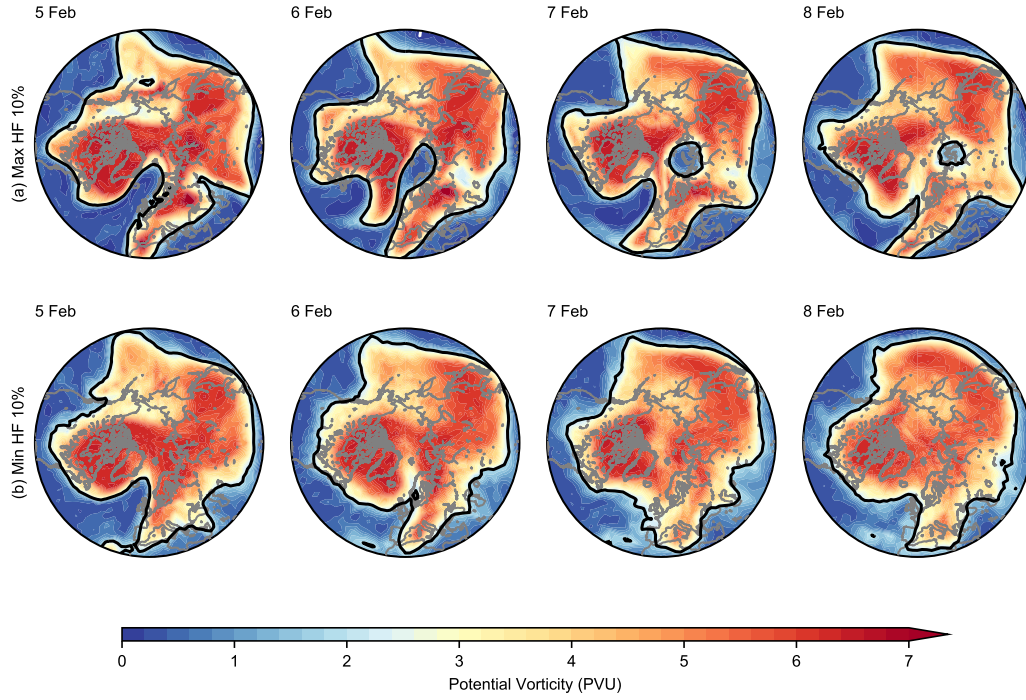 5 Feb 6 Feb 7 Feb 8 Feb
(a) Max HF 10%
5 Feb 6 Feb 7 Feb 8 Feb
(b) Min HF 10%
0 1 2 3 4 5 6 7
Potential Vorticity (PVU)